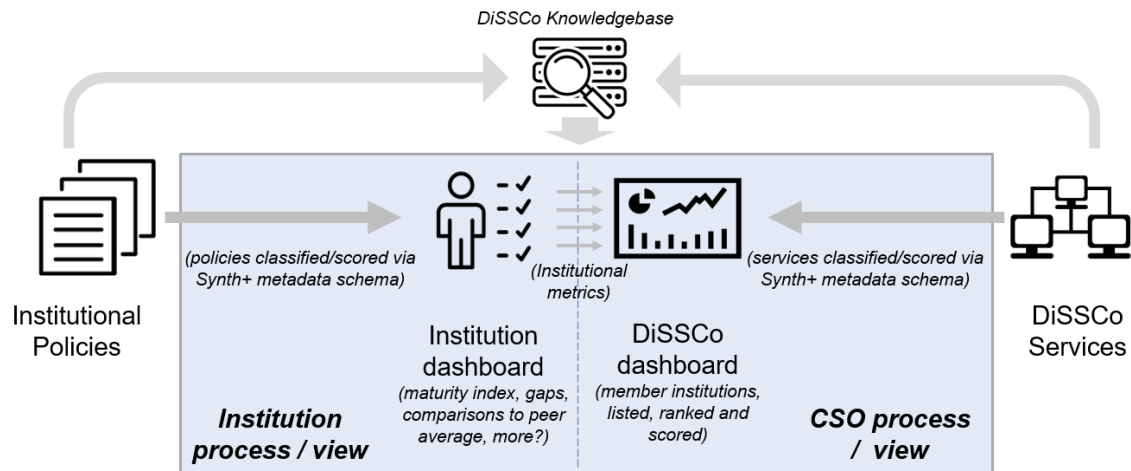 DiSSCo Knowledgebase
(policies classified/scored via
Synth+ metadata schema)
(Institutional
metrics)
(services classified/scored via
Synth+ metadata schema)
Institutional
Policies
DiSSCo
Services
Institution
dashboard
(maturity index, gaps,
comparisons to peer
average, more?)
DiSSCo
dashboard
(member institutions,
listed, ranked and
scored)
Institution
process / view
CSO process
/ view